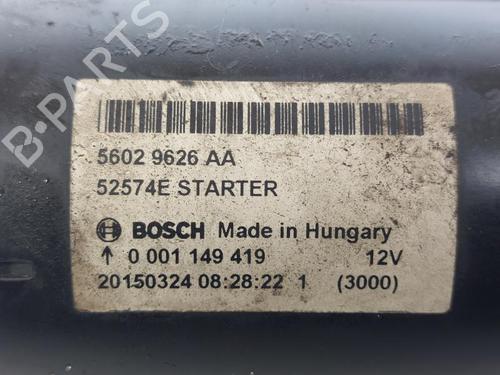 B-PARTS
5602 9626 AA
52574E STARTER
BOSCH Made in Hungary
↑ 0 001 149 419 12V
20150324 08:28:22 1 (3000)